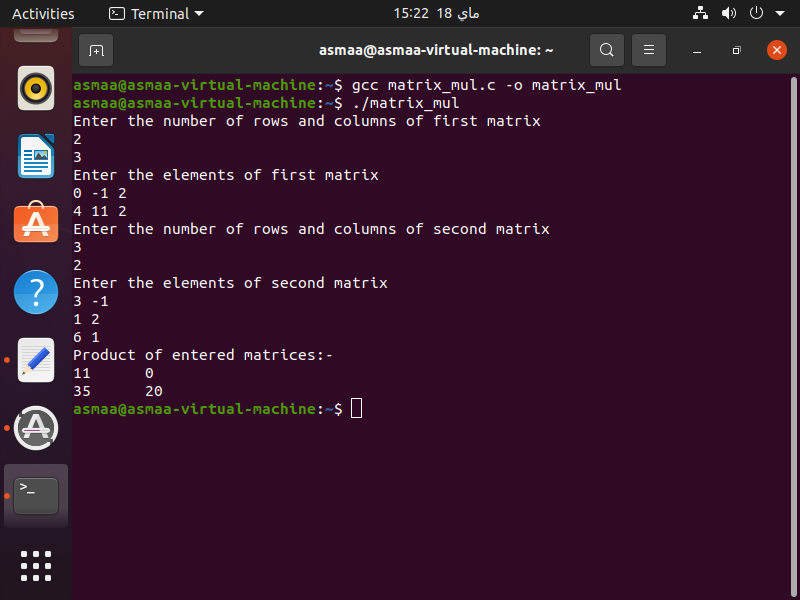 Activities
Terminal
15:22 18 ماي
asmaa@asmaa-virtual-machine: ~
asmaa@asmaa-virtual-machine:~$ gcc matrix_mul.c -o matrix_mul
asmaa@asmaa-virtual-machine:~$ ./matrix_mul
Enter the number of rows and columns of first matrix
2
3
Enter the elements of first matrix
0 -1 2
4 11 2
Enter the number of rows and columns of second matrix
3
2
Enter the elements of second matrix
3 -1
1 2
6 1
Product of entered matrices:-
11      0
35      20
asmaa@asmaa-virtual-machine:~$